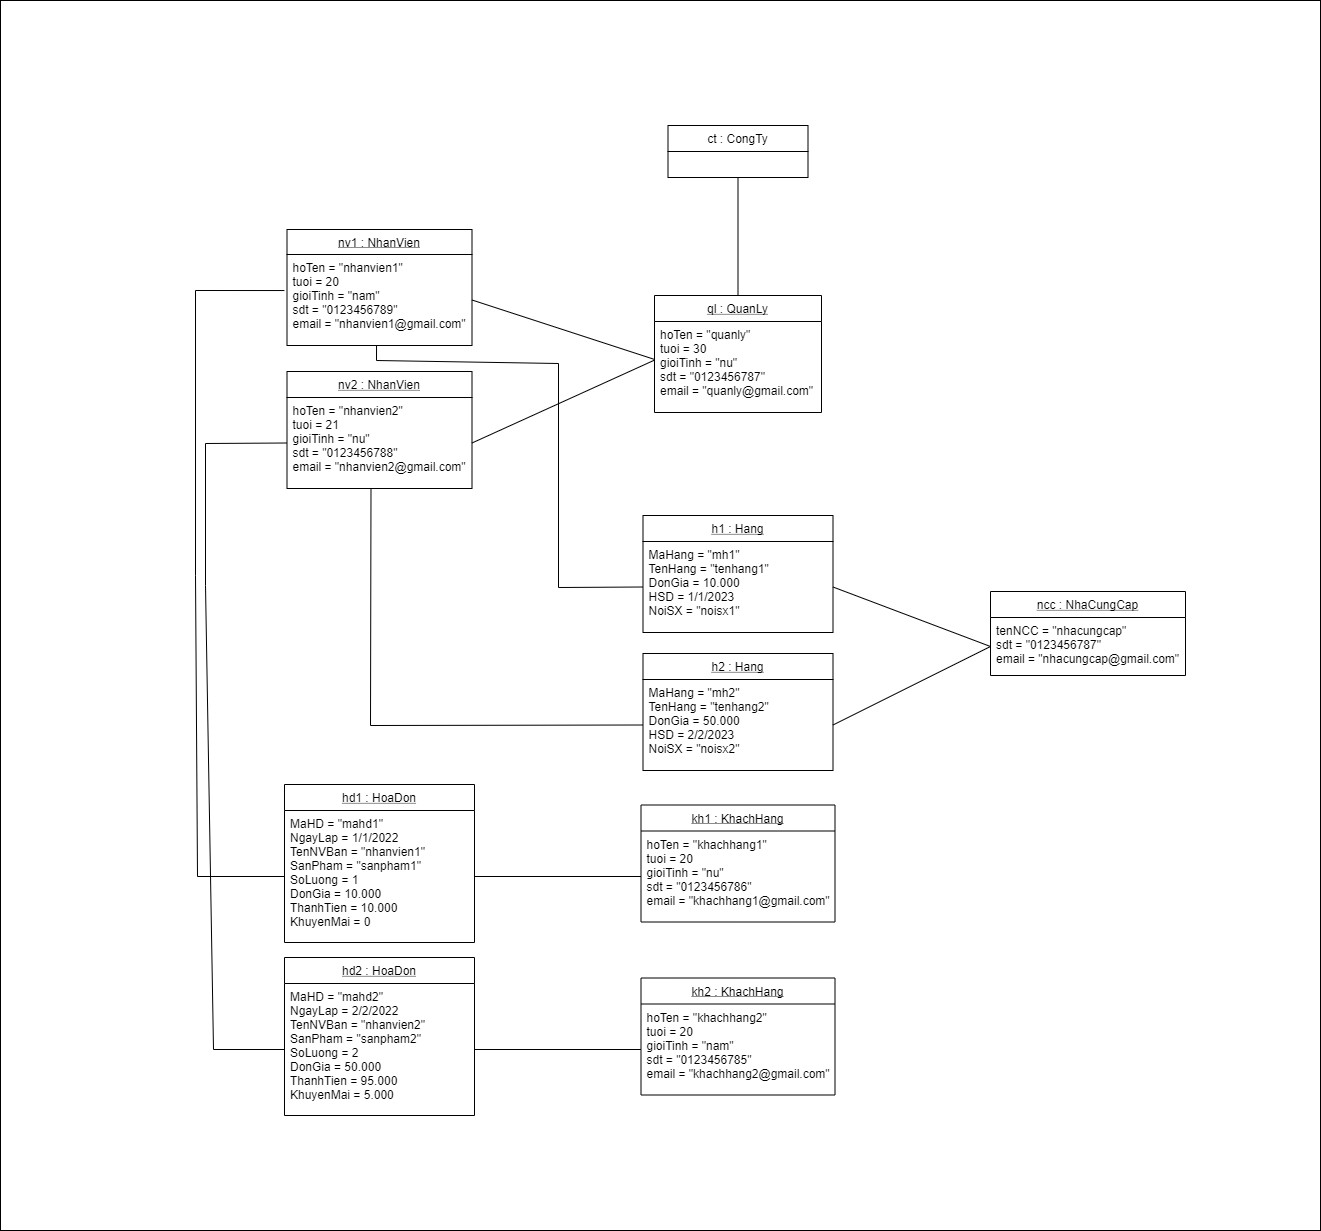 ct : CongTy
nv1 : NhanVien
hoTen = "nhanvien1"
tuoi = 20
gioiTinh = "nam"
sdt = "0123456789"
email = "nhanvien1@gmail.com"
ql : QuanLy
hoTen = "quanly"
tuoi = 30
gioiTinh = "nu"
sdt = "0123456787"
email = "quanly@gmail.com"
nv2 : NhanVien
hoTen = "nhanvien2"
tuoi = 21
gioiTinh = "nu"
sdt = "0123456788"
email = "nhanvien2@gmail.com"
h1 : Hang
MaHang = "mh1"
TenHang = "tenhang1"
DonGia = 10.000
HSD = 1/1/2023
NoiSX = "noisx1"
ncc : NhaCungCap
tenNCC = "nhacungcap"
sdt = "0123456787"
email = "nhacungcap@gmail.com"
h2 : Hang
MaHang = "mh2"
TenHang = "tenhang2"
DonGia = 50.000
HSD = 2/2/2023
NoiSX = "noisx2"
hd1 : HoaDon
MaHD = "mahd1"
NgayLap = 1/1/2022
TenNVBan = "nhanvien1"
SanPham = "sanpham1"
SoLuong = 1
DonGia = 10.000
ThanhTien = 10.000
KhuyenMai = 0
kh1 : KhachHang
hoTen = "khachhang1"
tuoi = 20
gioiTinh = "nu"
sdt = "0123456786"
email = "khachhang1@gmail.com"
hd2 : HoaDon
MaHD = "mahd2"
NgayLap = 2/2/2022
TenNVBan = "nhanvien2"
SanPham = "sanpham2"
SoLuong = 2
DonGia = 50.000
ThanhTien = 95.000
KhuyenMai = 5.000
kh2 : KhachHang
hoTen = "khachhang2"
tuoi = 20
gioiTinh = "nam"
sdt = "0123456785"
email = "khachhang2@gmail.com"